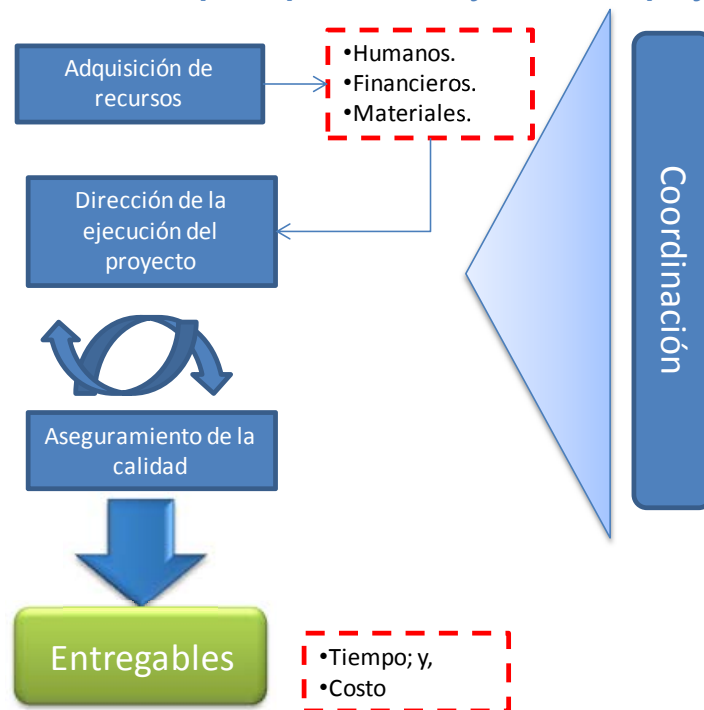 Adquisición de
recursos
•Humanos.
•Financieros.
•Materiales.
Dirección de la
ejecución del
proyecto
Aseguramiento de la
calidad
Entregables
•Tiempo; y,
•Costo
Coordinación